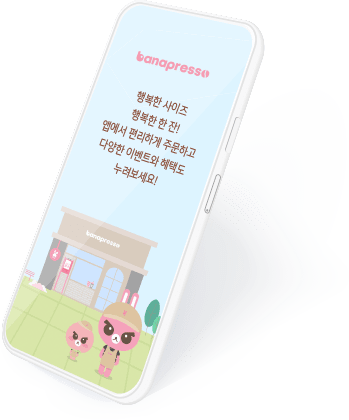 banapresso
행복한 사이즈
행복한 한 잔!
앱에서 편리하게 주문하고
다양한 이벤트와 혜택도
누려보세요!
banapresso